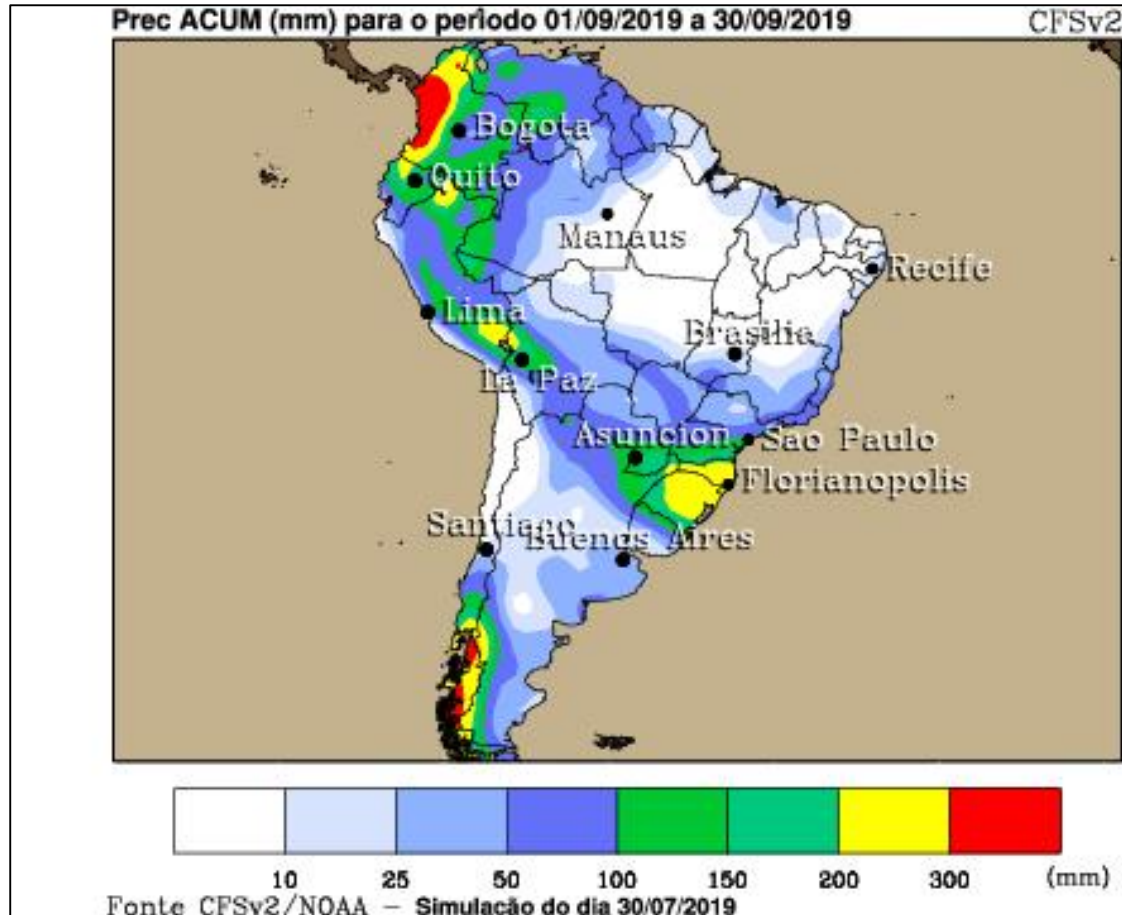 Prec ACUM (mm) para o período 01/09/2019 a 30/09/2019 CFSv2
Bogota
Quito
Manaus
Recife
Lima
Brasilia
La Paz
Asuncion
Sao Paulo
Florianopolis
Santiago
Buenos Aires
10 25 50 100 150 200 300 (mm)
Fonte CFSv2/NOAA – Simulação do dia 30/07/2019